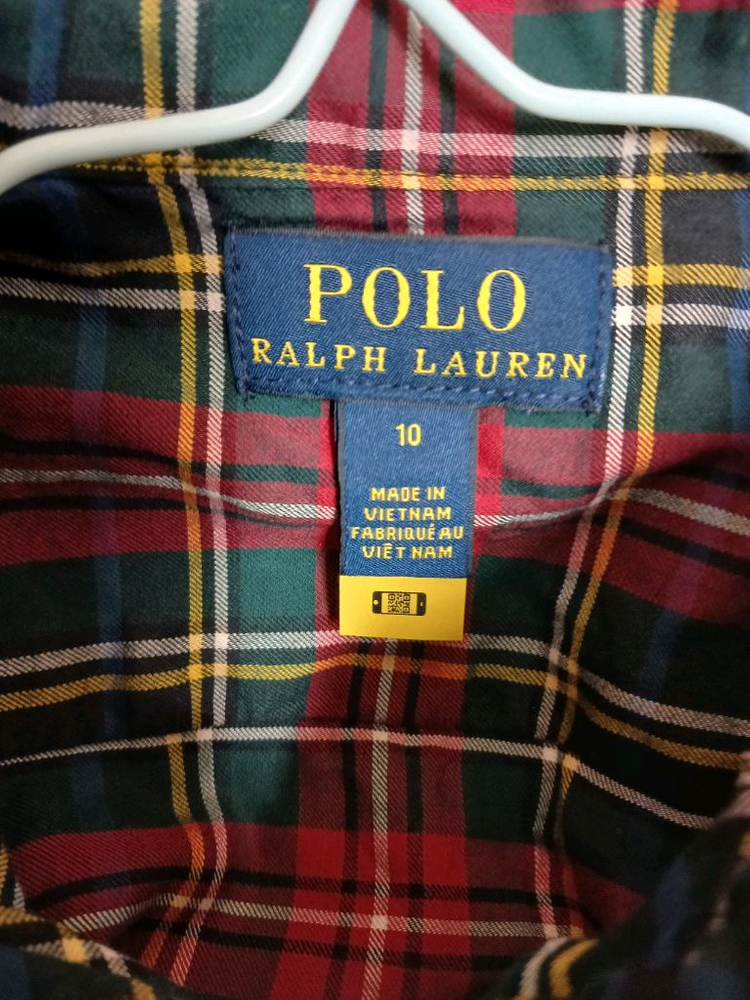 POLO
RALPH LAUREN
10
MADE IN
VIETNAM
FABRIQUÉ AU
VIÊT NAM